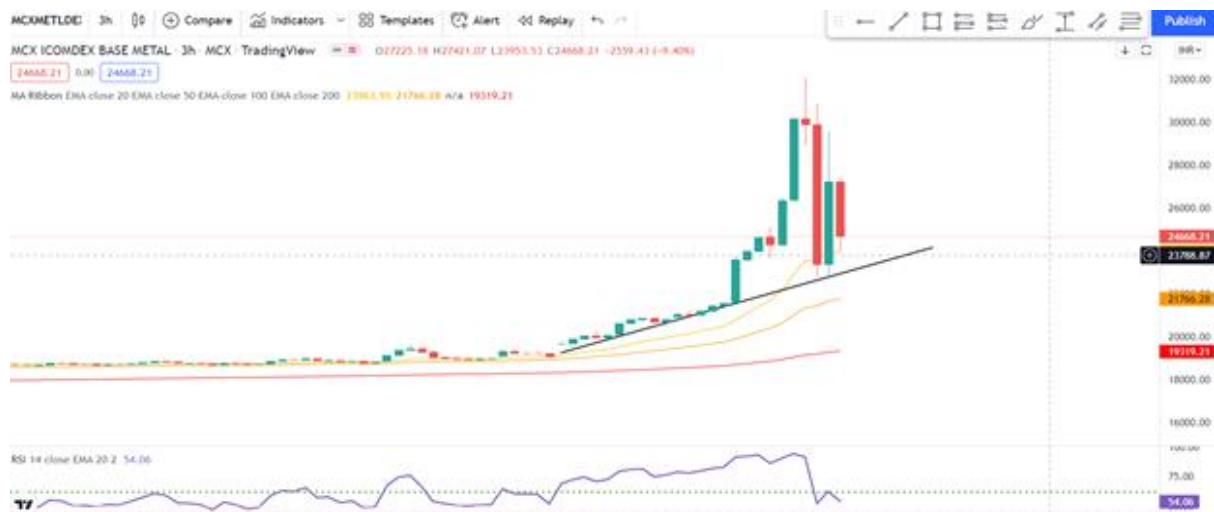 MCXMETLDEX 3h Compare Indicators Templates Alert Replay Publish
MCX ICOMDEX BASE METAL · 3h · MCX · TradingView O27225.18 H27421.07 L23953.53 C24668.21 -2559.43 (-9.40%) INR
24668.21 0.00 24668.21
MA Ribbon EMA close 20 EMA close 50 EMA close 100 EMA close 200 21766.28 n/a 19319.21
32000.00
30000.00
28000.00
26000.00
24668.21
23788.87
21766.28
20000.00
19319.21
18000.00
16000.00
RSI 14 close EMA 20 2 54.06
100.00
75.00
54.06